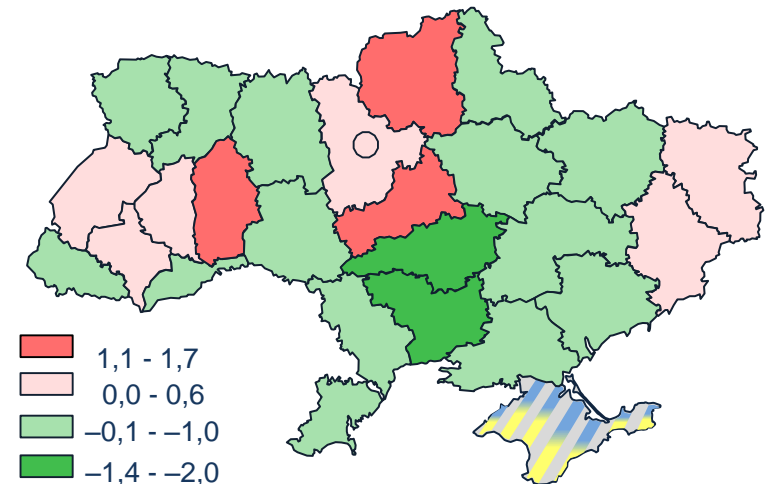 1,1 - 1,7
0,0 - 0,6
–0,1 - –1,0
–1,4 - –2,0